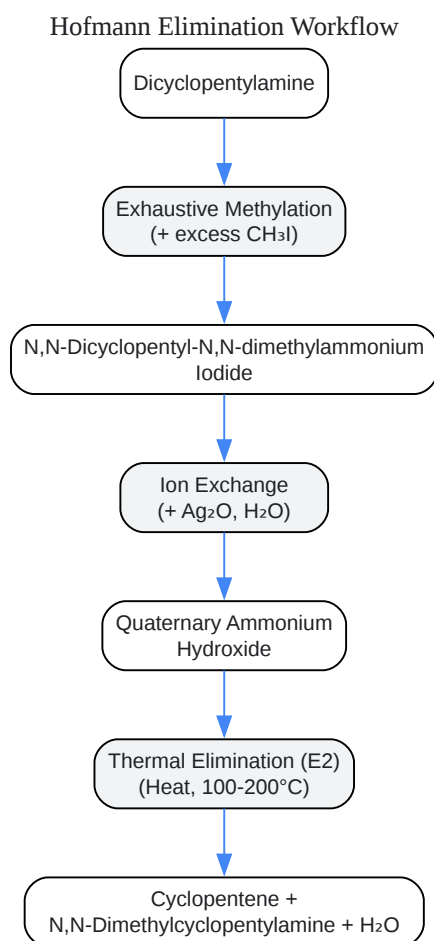 Hofmann Elimination Workflow
Dicyclopentylamine
Exhaustive Methylation
(+ excess CH₃I)
N,N-Dicyclopentyl-N,N-dimethylammonium
Iodide
Ion Exchange
(+ Ag₂O, H₂O)
Quaternary Ammonium
Hydroxide
Thermal Elimination (E2)
(Heat, 100-200°C)
Cyclopentene +
N,N-Dimethylcyclopentylamine + H₂O